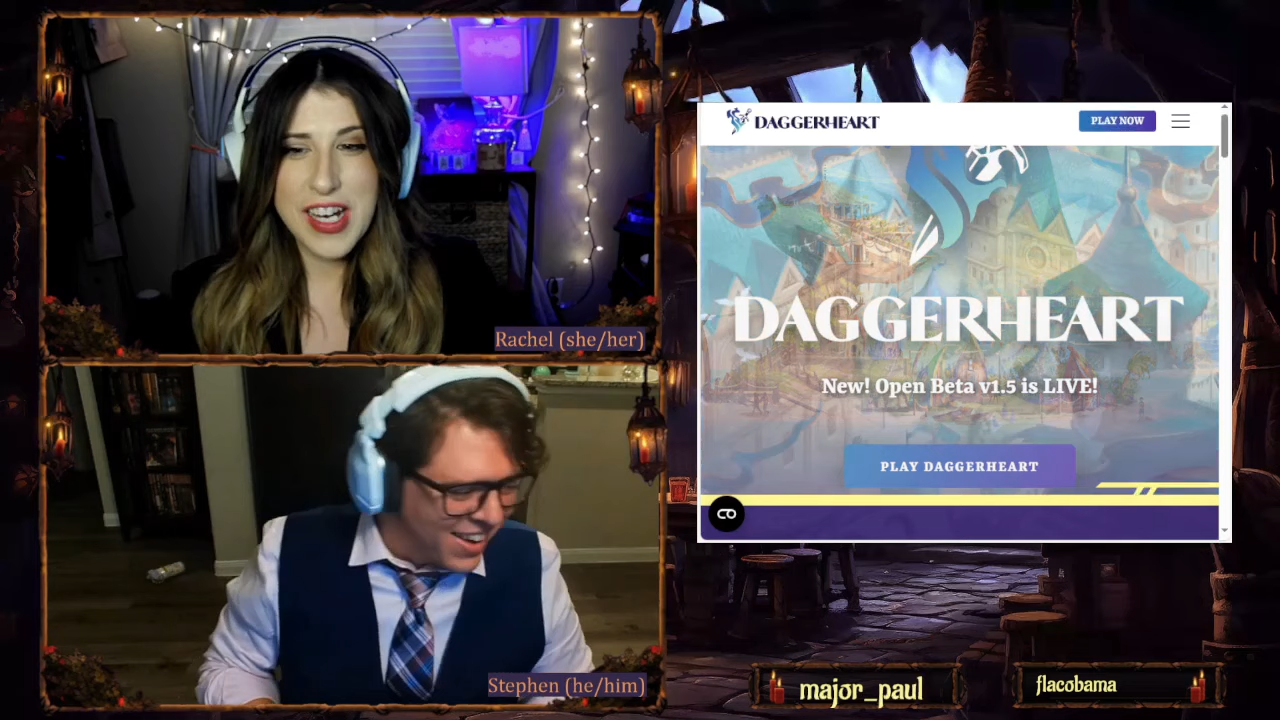 Rachel (she/her)
Stephen (he/him)
DAGGERHEART
PLAY NOW
DAGGERHEART
New! Open Beta v1.5 is LIVE!
PLAY DAGGERHEART
major_paul
flacobama